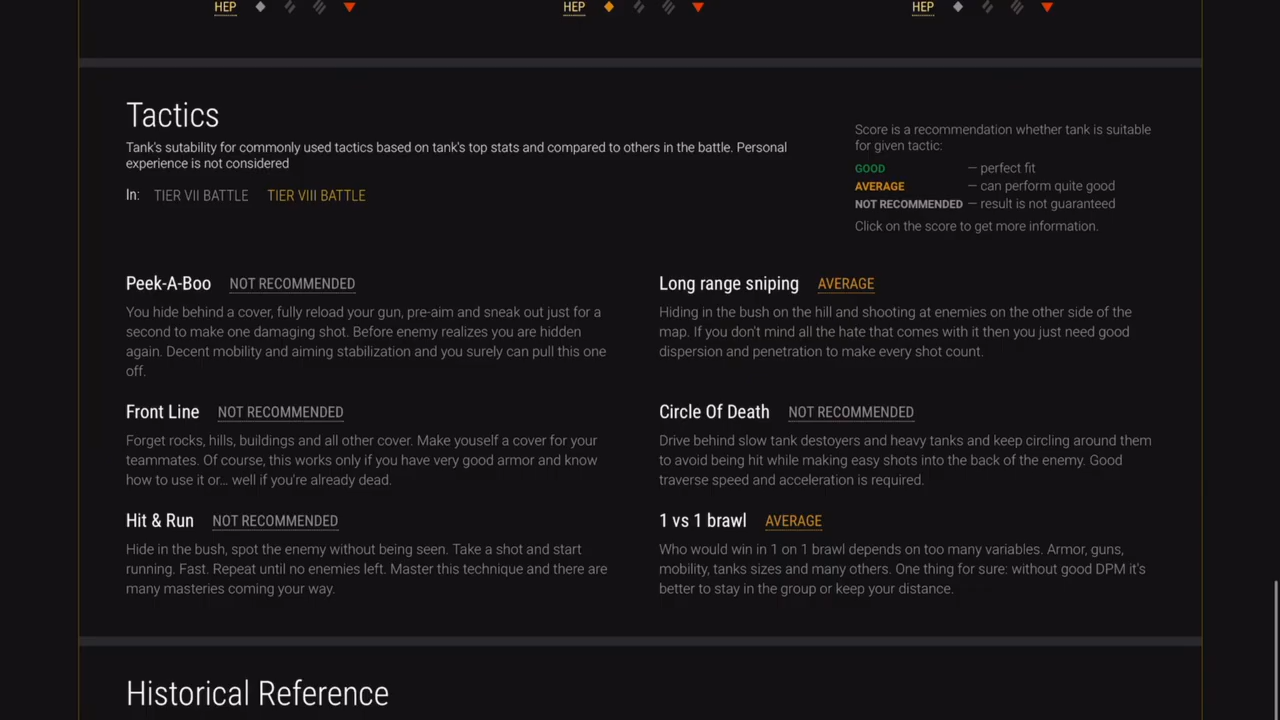 HEP HEP HEP
Tactics
Tank's sutability for commonly used tactics based on tank's top stats and compared to others in the battle. Personal
experience is not considered
In: TIER VII BATTLE TIER VIII BATTLE
Score is a recommendation whether tank is suitable
for given tactic:
GOOD — perfect fit
AVERAGE — can perform quite good
NOT RECOMMENDED — result is not guaranteed
Click on the score to get more information.
Peek-A-Boo NOT RECOMMENDED
You hide behind a cover, fully reload your gun, pre-aim and sneak out just for a
second to make one damaging shot. Before enemy realizes you are hidden
again. Decent mobility and aiming stabilization and you surely can pull this one
off.
Long range sniping AVERAGE
Hiding in the bush on the hill and shooting at enemies on the other side of the
map. If you don't mind all the hate that comes with it then you just need good
dispersion and penetration to make every shot count.
Front Line NOT RECOMMENDED
Forget rocks, hills, buildings and all other cover. Make youself a cover for your
teammates. Of course, this works only if you have very good armor and know
how to use it or... well if you're already dead.
Circle Of Death NOT RECOMMENDED
Drive behind slow tank destoyers and heavy tanks and keep circling around them
to avoid being hit while making easy shots into the back of the enemy. Good
traverse speed and acceleration is required.
Hit & Run NOT RECOMMENDED
Hide in the bush, spot the enemy without being seen. Take a shot and start
running. Fast. Repeat until no enemies left. Master this technique and there are
many masteries coming your way.
1 vs 1 brawl AVERAGE
Who would win in 1 on 1 brawl depends on too many variables. Armor, guns,
mobility, tanks sizes and many others. One thing for sure: without good DPM it's
better to stay in the group or keep your distance.
Historical Reference